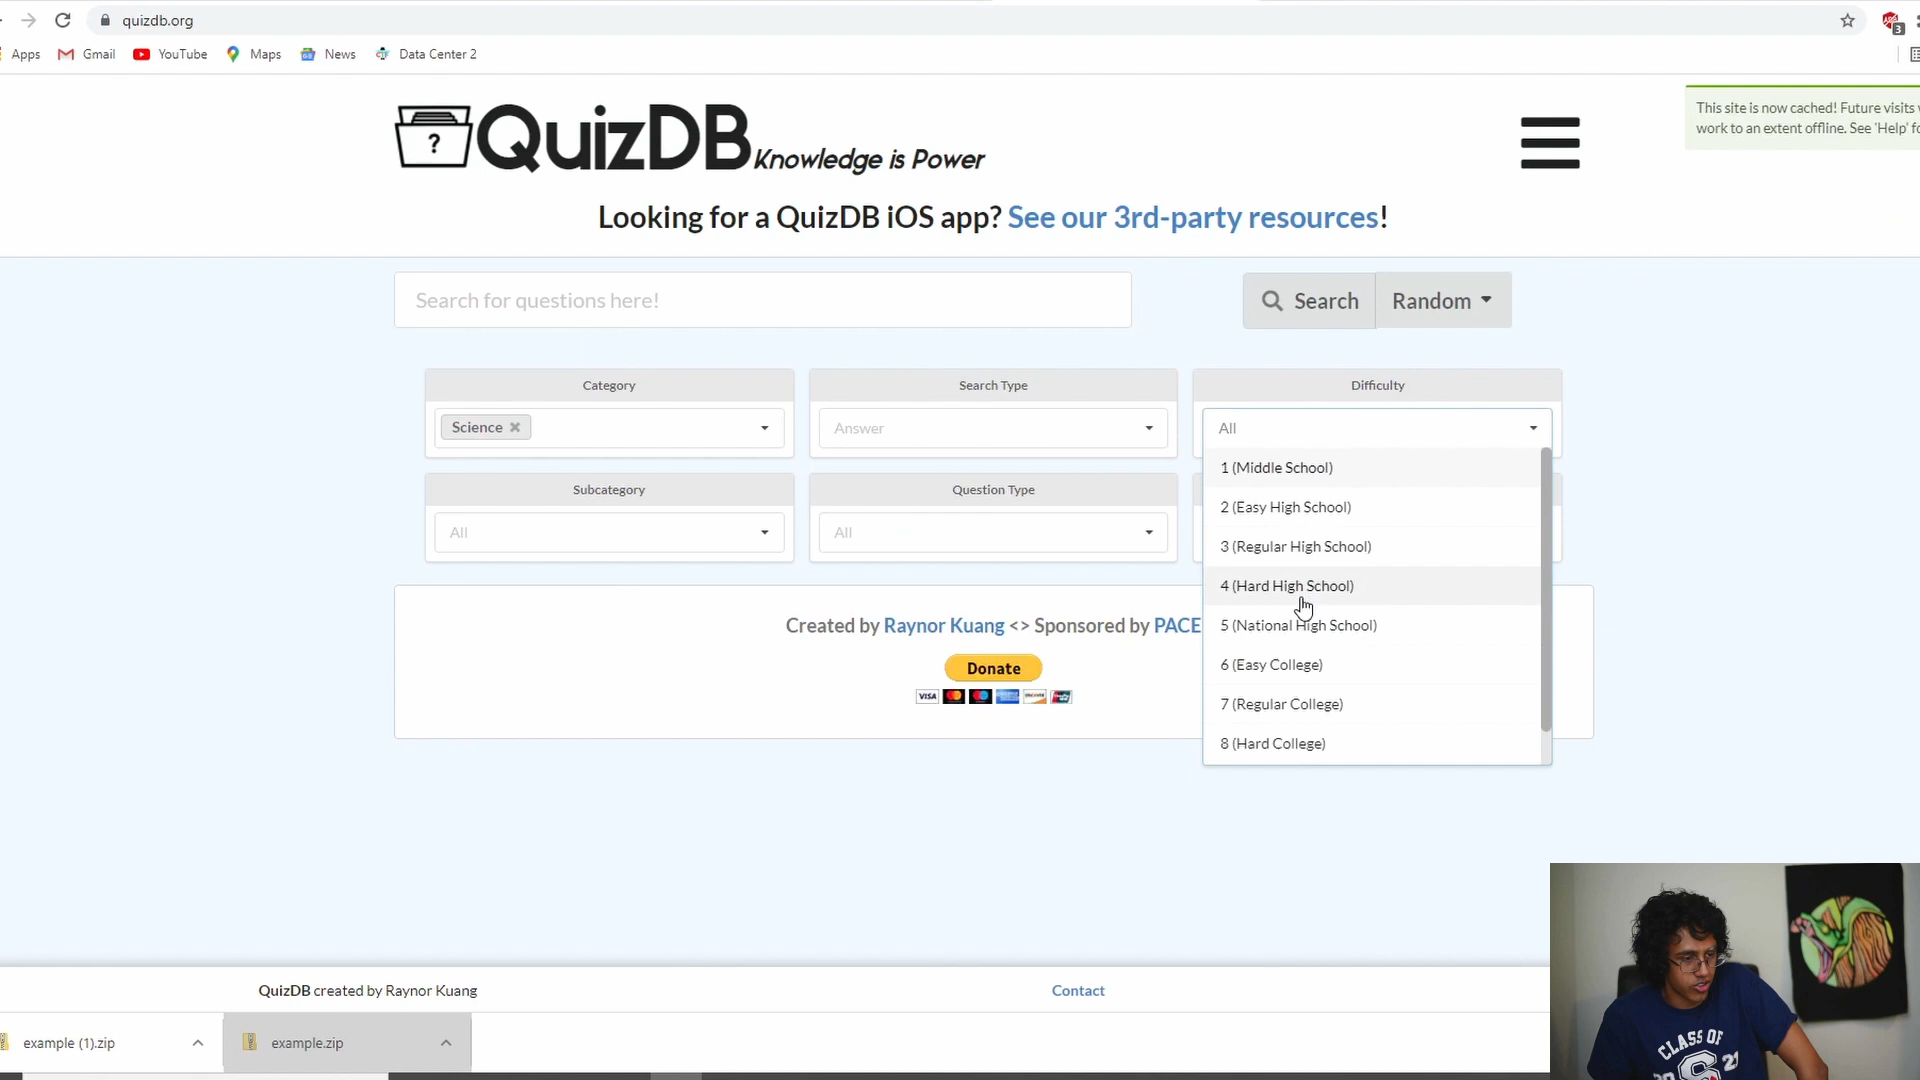 quizdb.org
3
Apps
Gmail
YouTube
Maps
News
Data Center 2
?
QuizDB
Knowledge is Power
This site is now cached! Future visits
work to an extent offline. See 'Help'
Looking for a QuizDB iOS app? See our 3rd-party resources!
Search for questions here!
Search
Random
Category
Search Type
Difficulty
Science
Answer
All
1 (Middle School)
2 (Easy High School)
3 (Regular High School)
4 (Hard High School)
5 (National High School)
6 (Easy College)
7 (Regular College)
8 (Hard College)
Subcategory
Question Type
All
All
Created by Raynor Kuang <> Sponsored by PACE
Donate
VISA
DISCOVER
QuizDB created by Raynor Kuang
Contact
example (1).zip
example.zip
CLASS OF
S
20 21